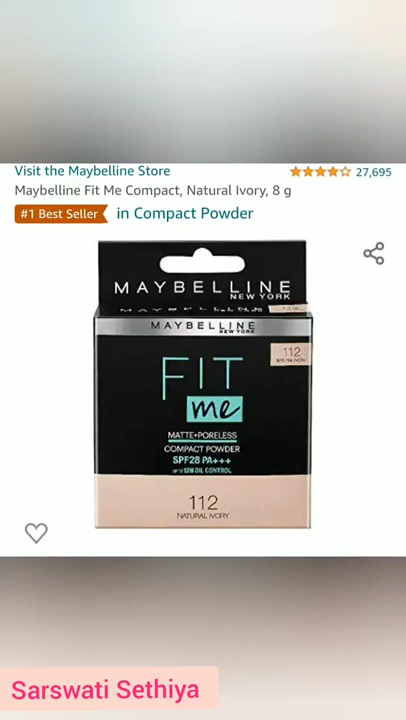 Visit the Maybelline Store
27,695
Maybelline Fit Me Compact, Natural Ivory, 8 g
#1 Best Seller
in Compact Powder
MAYBELLINE
NEW YORK
MAYBELLINE
NEW YORK
112
FIT
me
MATTE+PORELESS
COMPACT POWDER
SPF28 PA+++
UP TO 12H OIL CONTROL
112
NATURAL IVORY
Sarswati Sethiya